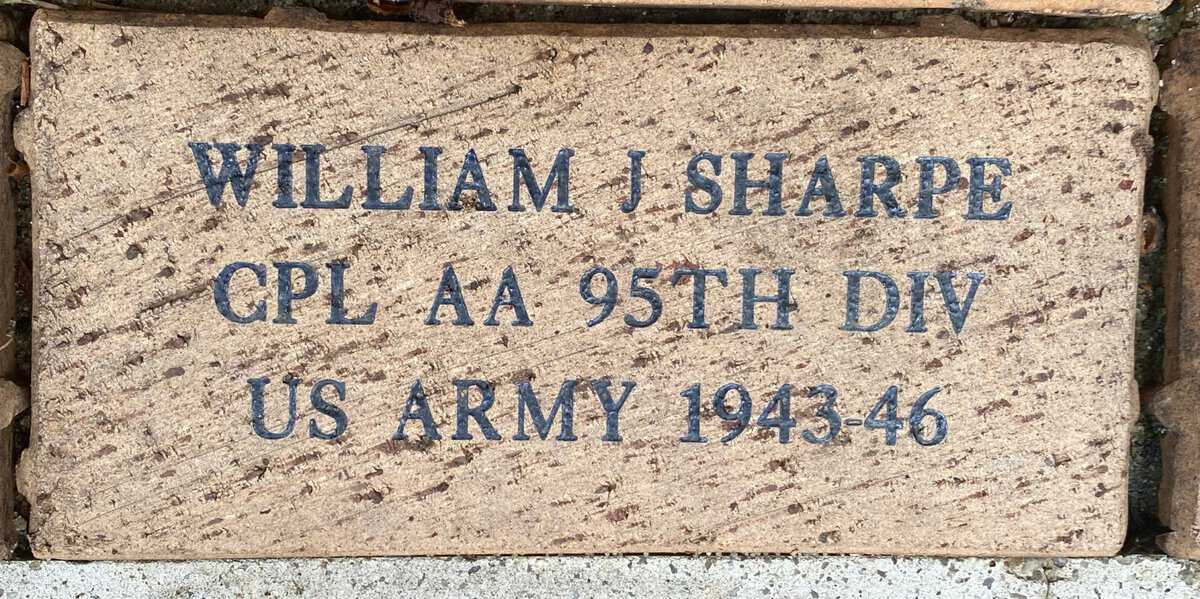 WILLIAM J SHARPE
CPL AA 95TH DIV
US ARMY 1943-46